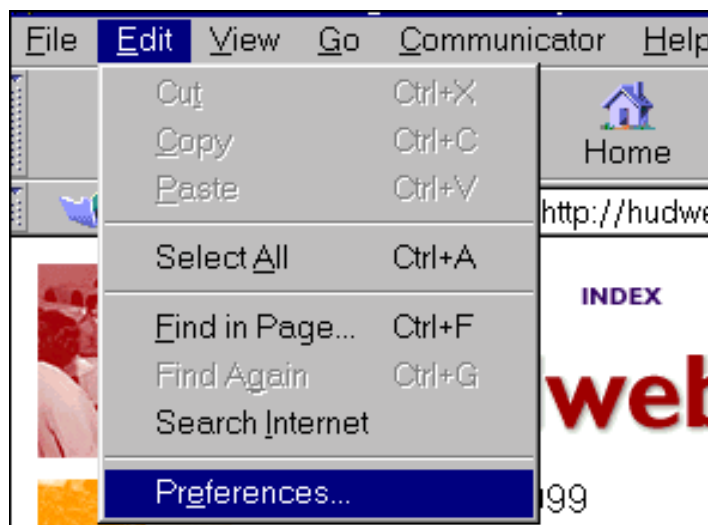 File Edit View Go Communicator Help
Cut Ctrl+X
Copy Ctrl+C
Paste Ctrl+V
Select All Ctrl+A
Find in Page... Ctrl+F
Find Again Ctrl+G
Search Internet
Preferences...
Home
http://hudwe
INDEX
web
99